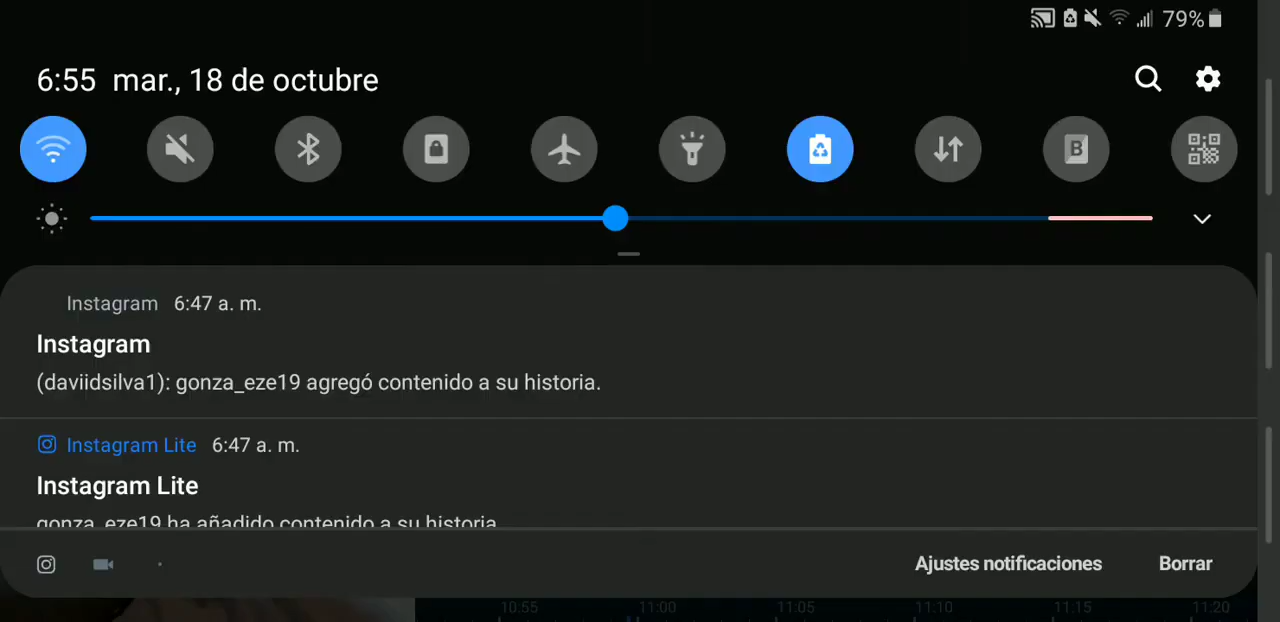 79%
6:55 mar., 18 de octubre
B
Instagram 6:47 a. m.
Instagram
(daviidsilva1): gonza_eze19 agregó contenido a su historia.
Instagram Lite 6:47 a. m.
Instagram Lite
gonza_eze19 ha añadido contenido a su historia
Ajustes notificaciones Borrar
10:55 11:00 11:05 11:10 11:15 11:20